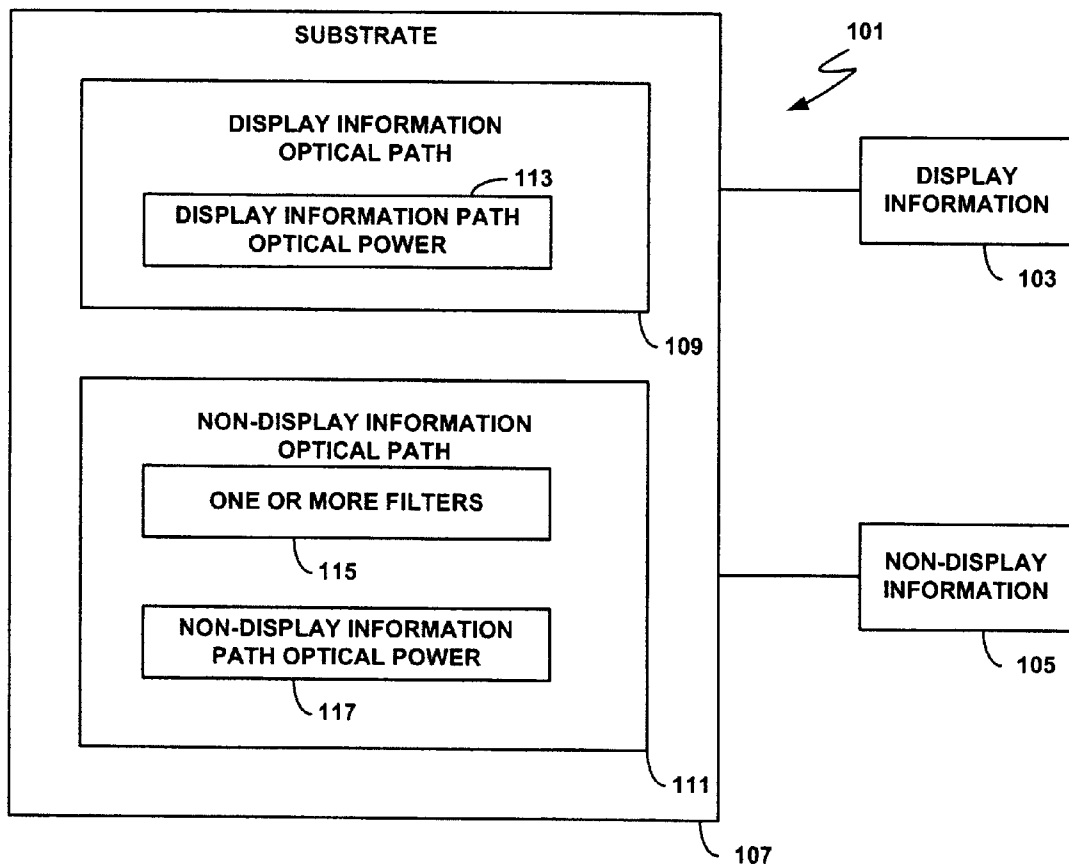 SUBSTRATE
101
DISPLAY INFORMATION
OPTICAL PATH
113
DISPLAY INFORMATION PATH
OPTICAL POWER
DISPLAY
INFORMATION
103
109
NON-DISPLAY INFORMATION
OPTICAL PATH
ONE OR MORE FILTERS
115
NON-DISPLAY
INFORMATION
105
NON-DISPLAY INFORMATION
PATH OPTICAL POWER
117
111
107